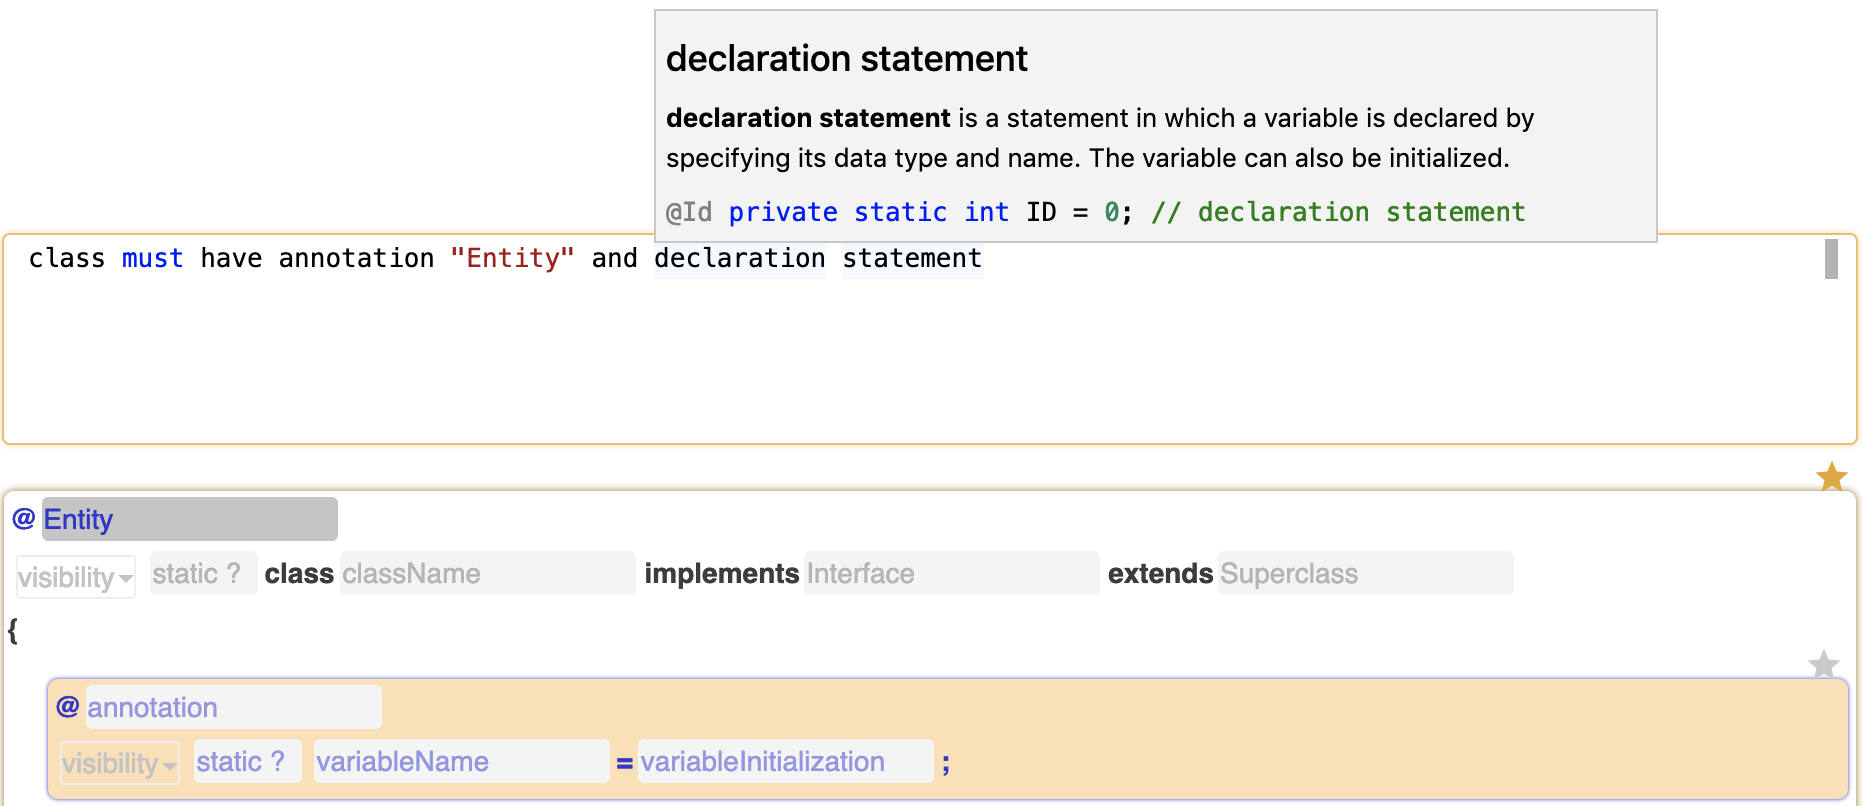 declaration statement
declaration statement is a statement in which a variable is declared by
specifying its data type and name. The variable can also be initialized.
@Id private static int ID = 0; // declaration statement
class must have annotation "Entity" and declaration statement
@ Entity
visibility static ? class className implements Interface extends Superclass
{
@ annotation
visibility static ? variableName = variableInitialization ;